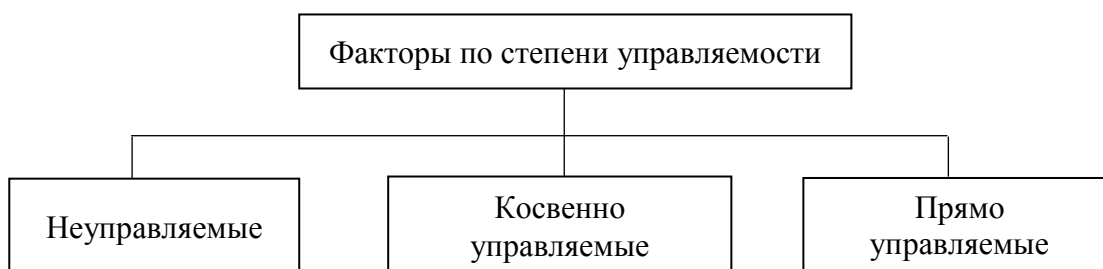 Факторы по степени управляемости
Неуправляемые
Косвенно
управляемые
Прямо
управляемые